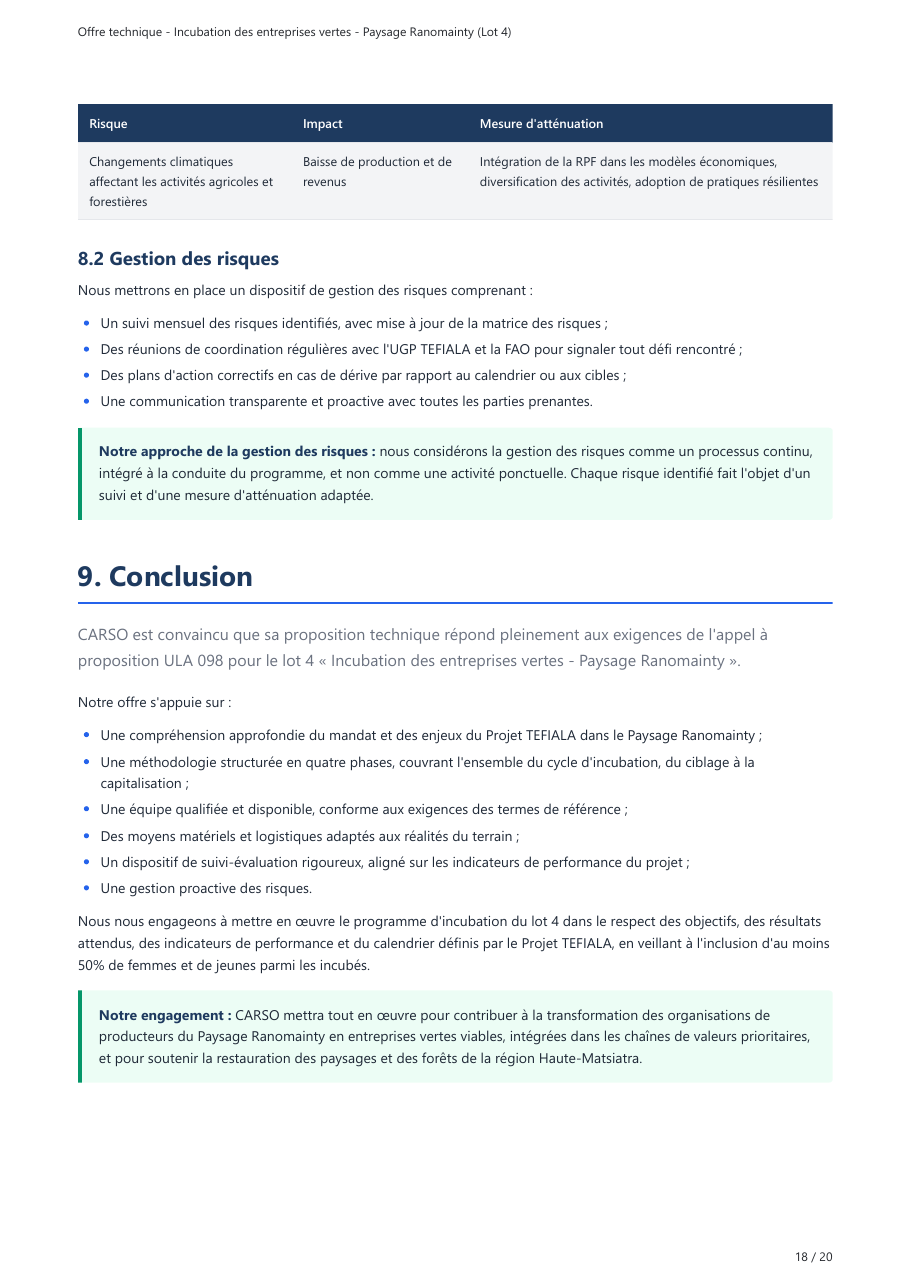 Offre technique - Incubation des entreprises vertes - Paysage Ranomainty (Lot 4)
Risque Impact Mesure d'atténuation
Changements climatiques affectant les activités agricoles et forestières
Baisse de production et de revenus
Intégration de la RPF dans les modèles économiques, diversification des activités, adoption de pratiques résilientes
8.2 Gestion des risques
Nous mettrons en place un dispositif de gestion des risques comprenant :
• Un suivi mensuel des risques identifiés, avec mise à jour de la matrice des risques ;
• Des réunions de coordination régulières avec l'UGP TEFIALA et la FAO pour signaler tout défi rencontré ;
• Des plans d'action correctifs en cas de dérive par rapport au calendrier ou aux cibles ;
• Une communication transparente et proactive avec toutes les parties prenantes.
Notre approche de la gestion des risques : nous considérons la gestion des risques comme un processus continu,
intégré à la conduite du programme, et non comme une activité ponctuelle. Chaque risque identifié fait l'objet d'un
suivi et d'une mesure d'atténuation adaptée.
9. Conclusion
CARSO est convaincu que sa proposition technique répond pleinement aux exigences de l'appel à
proposition ULA 098 pour le lot 4 « Incubation des entreprises vertes - Paysage Ranomainty ».
Notre offre s'appuie sur :
• Une compréhension approfondie du mandat et des enjeux du Projet TEFIALA dans le Paysage Ranomainty ;
• Une méthodologie structurée en quatre phases, couvrant l'ensemble du cycle d'incubation, du ciblage à la
capitalisation ;
• Une équipe qualifiée et disponible, conforme aux exigences des termes de référence ;
• Des moyens matériels et logistiques adaptés aux réalités du terrain ;
• Un dispositif de suivi-évaluation rigoureux, aligné sur les indicateurs de performance du projet ;
• Une gestion proactive des risques.
Nous nous engageons à mettre en œuvre le programme d'incubation du lot 4 dans le respect des objectifs, des résultats
attendus, des indicateurs de performance et du calendrier définis par le Projet TEFIALA, en veillant à l'inclusion d'au moins
50% de femmes et de jeunes parmi les incubés.
Notre engagement : CARSO mettra tout en œuvre pour contribuer à la transformation des organisations de
producteurs du Paysage Ranomainty en entreprises vertes viables, intégrées dans les chaînes de valeurs prioritaires,
et pour soutenir la restauration des paysages et des forêts de la région Haute-Matsiatra.
18 / 20